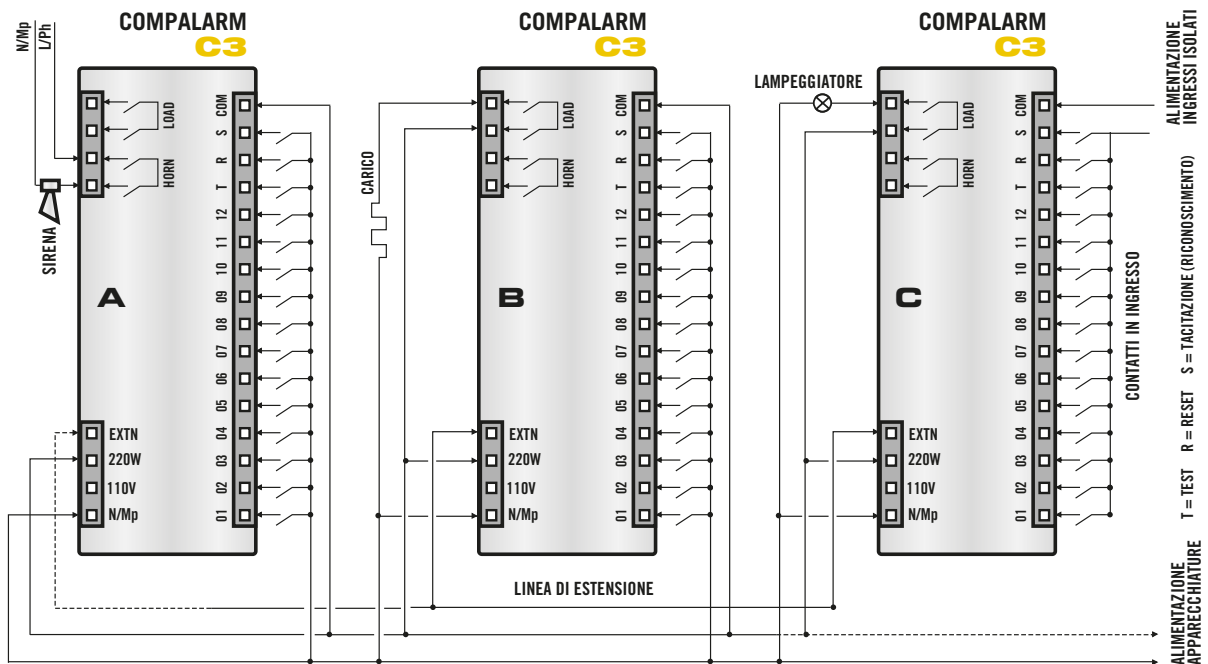 N/Mp
L/Ph
COMPALARM
C3
LOAD
HORN
COM
S
R
T
12
11
10
09
08
07
06
05
04
03
02
01
SIRENA
A
EXTN
220W
110V
N/Mp
CARICO
COMPALARM
C3
LOAD
HORN
COM
S
R
T
12
11
10
09
08
07
06
05
04
03
02
01
B
EXTN
220W
110V
N/Mp
LINEA DI ESTENSIONE
LAMPEGGIATORE
COMPALARM
C3
LOAD
HORN
COM
S
R
T
12
11
10
09
08
07
06
05
04
03
02
01
C
EXTN
220W
110V
N/Mp
CONTATTI IN INGRESSO
ALIMENTAZIONE
INGRESSI ISOLATI
T = TEST R = RESET S = TACITAZIONE (RICONOSCIMENTO)
ALIMENTAZIONE
APPARECCHIATURE